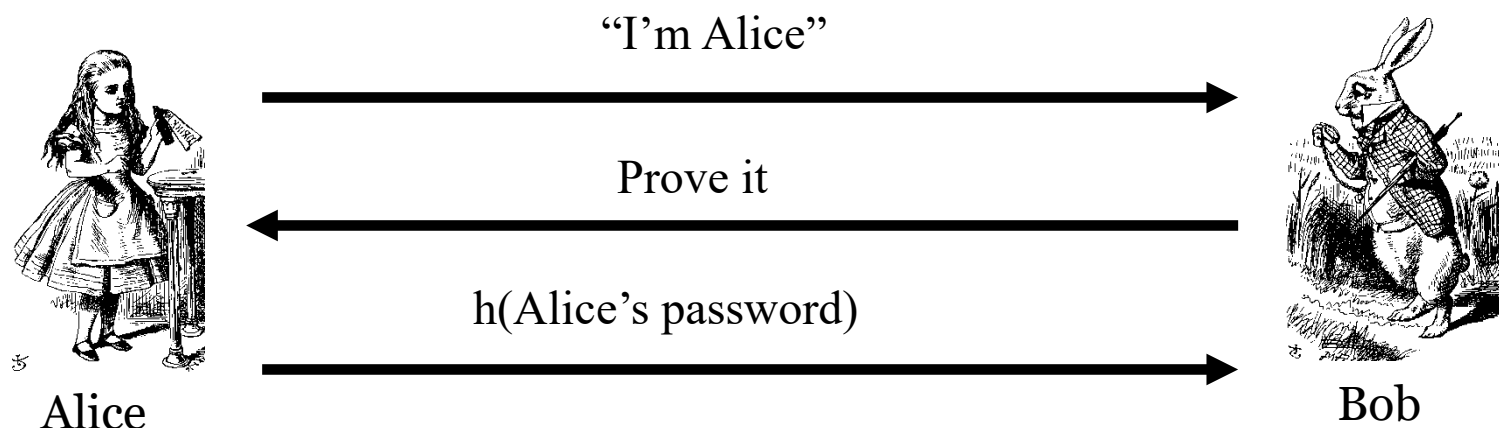 “I’m Alice”
Prove it
h(Alice’s password)
Alice
Bob